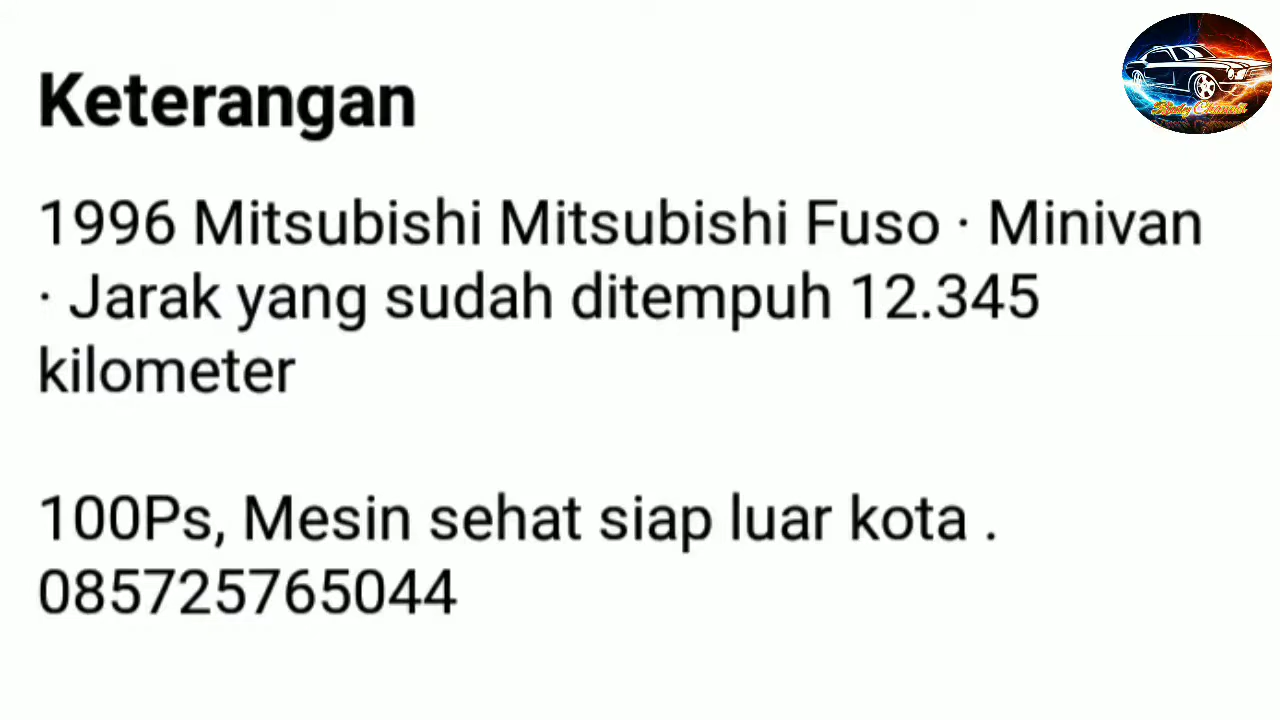 Keterangan
1996 Mitsubishi Mitsubishi Fuso · Minivan
· Jarak yang sudah ditempuh 12.345
kilometer
100Ps, Mesin sehat siap luar kota .
085725765044